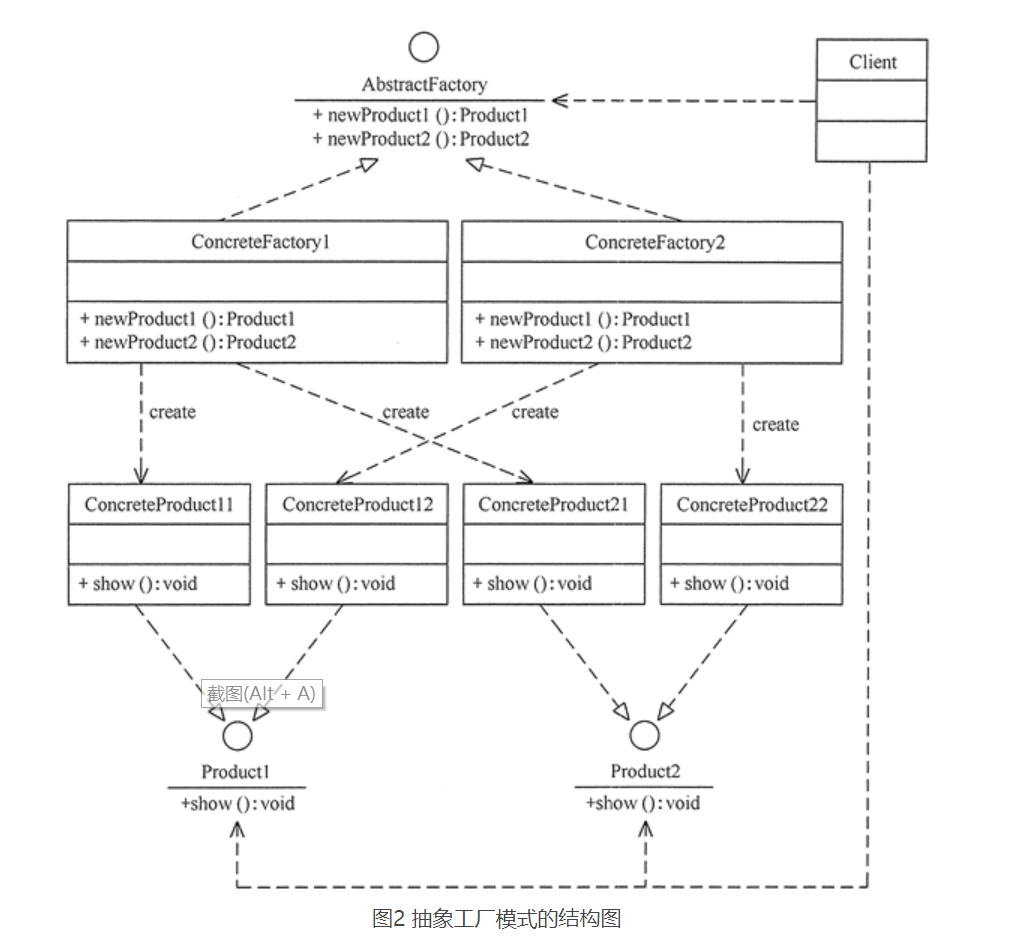 AbstractFactory
+ newProduct1 (): Product1
+ newProduct2 (): Product2
Client
ConcreteFactory1
+ newProduct1 (): Product1
+ newProduct2 (): Product2
ConcreteFactory2
+ newProduct1 (): Product1
+ newProduct2 (): Product2
create
create
create
create
ConcreteProduct11
+ show (): void
ConcreteProduct12
+ show (): void
ConcreteProduct21
+ show (): void
ConcreteProduct22
+ show (): void
截图(Alt + A)
Product1
+show (): void
Product2
+show (): void
图2 抽象工厂模式的结构图